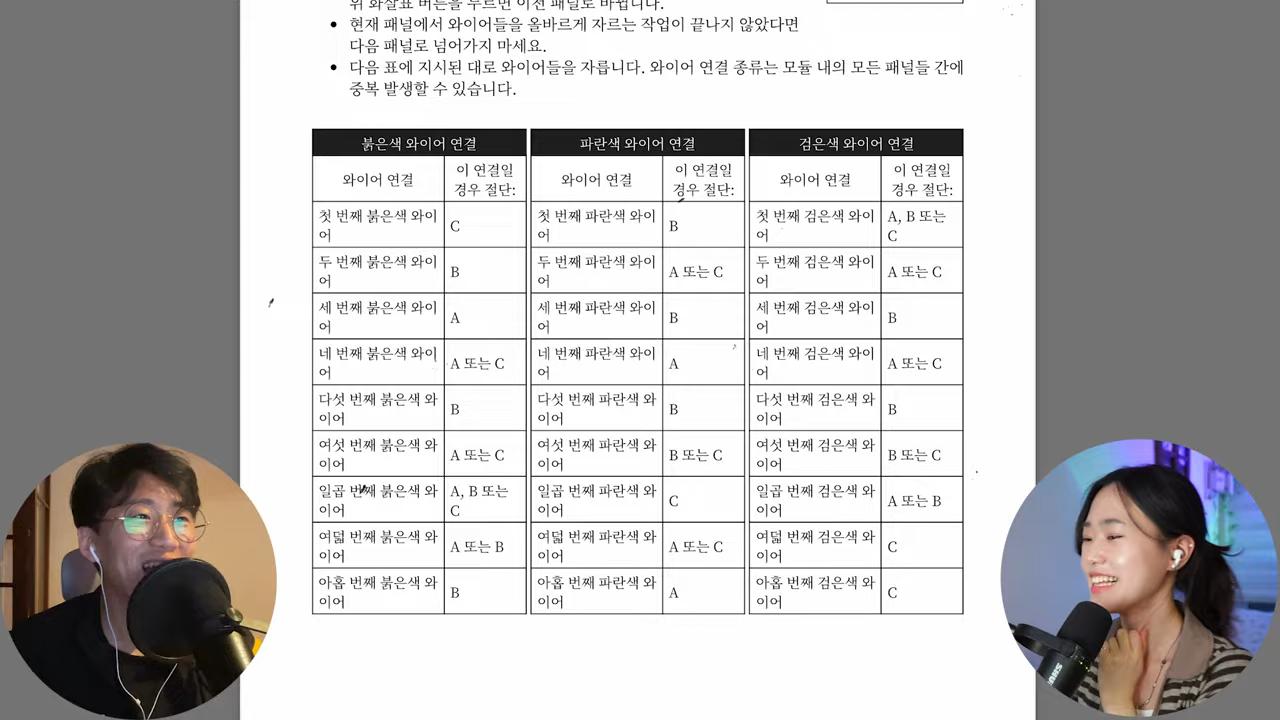 위 화살표 버튼을 누르면 이전 패널로 바뀝니다.
• 현재 패널에서 와이어들을 올바르게 자르는 작업이 끝나지 않았다면
다음 패널로 넘어가지 마세요.
• 다음 표에 지시된 대로 와이어들을 자릅니다. 와이어 연결 종류는 모듈 내의 모든 패널들 간에
중복 발생할 수 있습니다.
붉은색 와이어 연결
와이어 연결
이 연결일
경우 절단:
첫 번째 붉은색 와이
어
C
두 번째 붉은색 와이
어
B
세 번째 붉은색 와이
어
A
네 번째 붉은색 와이
어
A 또는 C
다섯 번째 붉은색 와
이어
B
여섯 번째 붉은색 와
이어
A 또는 C
일곱 번째 붉은색 와
이어
A, B 또는
C
여덟 번째 붉은색 와
이어
A 또는 B
아홉 번째 붉은색 와
이어
B
파란색 와이어 연결
와이어 연결
이 연결일
경우 절단:
첫 번째 파란색 와이
어
B
두 번째 파란색 와이
어
A 또는 C
세 번째 파란색 와이
어
B
네 번째 파란색 와이
어
A
다섯 번째 파란색 와
이어
B
여섯 번째 파란색 와
이어
B 또는 C
일곱 번째 파란색 와
이어
C
여덟 번째 파란색 와
이어
A 또는 C
아홉 번째 파란색 와
이어
A
검은색 와이어 연결
와이어 연결
이 연결일
경우 절단:
첫 번째 검은색 와이
어
A, B 또는
C
두 번째 검은색 와이
어
A 또는 C
세 번째 검은색 와이
어
B
네 번째 검은색 와이
어
A 또는 C
다섯 번째 검은색 와
이어
B
여섯 번째 검은색 와
이어
B 또는 C
일곱 번째 검은색 와
이어
A 또는 B
여덟 번째 검은색 와
이어
C
아홉 번째 검은색 와
이어
C